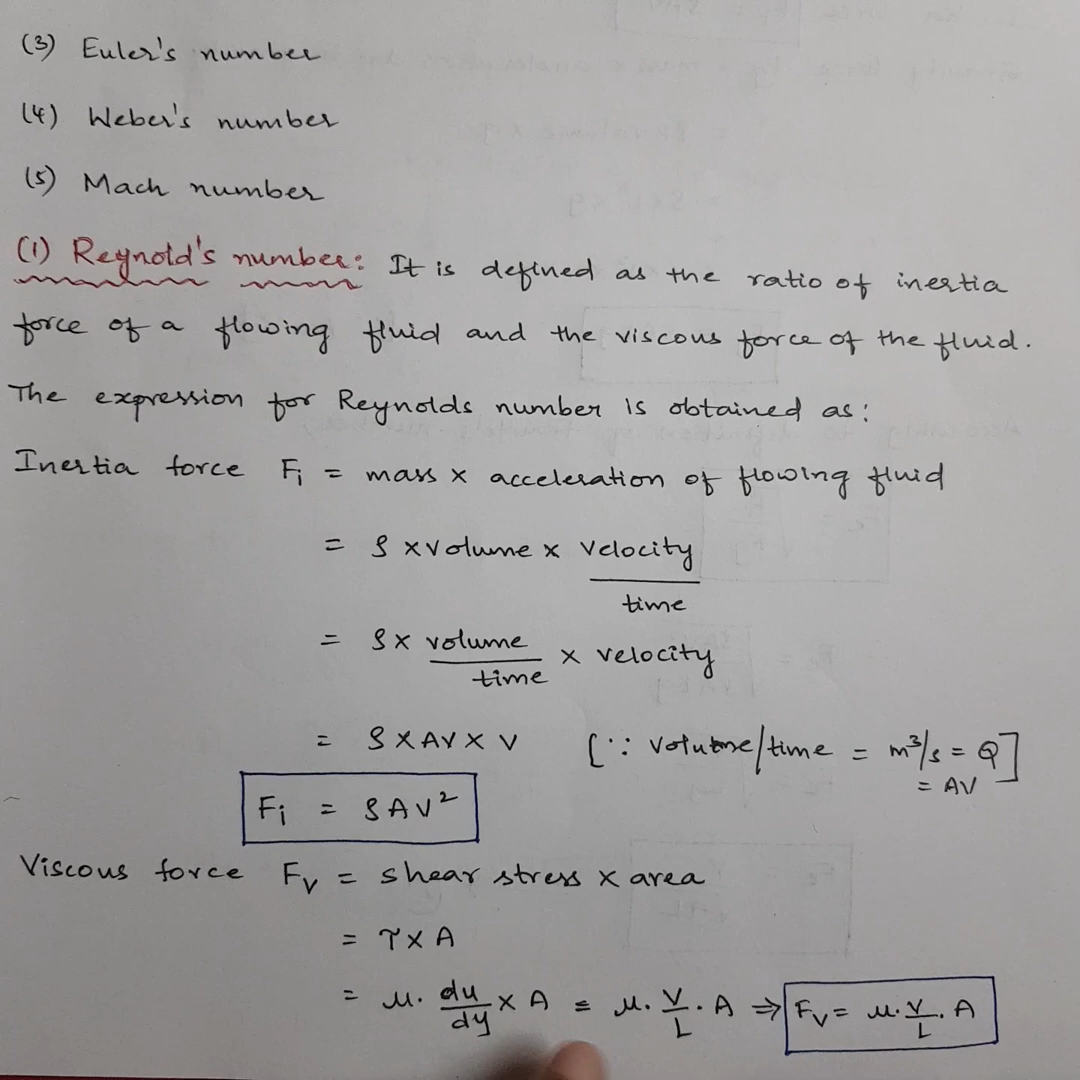 (3) Euler's number
(4) Weber's number
(5) Mach number
(1) Reynold's number: It is defined as the ratio of inertia
force of a flowing fluid and the viscous force of the fluid.
The expression for Reynolds number is obtained as:
Inertia force Fi = mass x acceleration of flowing fluid
= ρ x volume x velocity/time
= ρ x volume/time x velocity
= ρ x AV x V [∵ volume/time = m³/s = Q]
= AV
Fi = ρAV²
Viscous force Fv = shear stress x area
= τ x A
= μ. du/dy x A = μ. V/L . A ⇒ Fv = μ. V/L . A